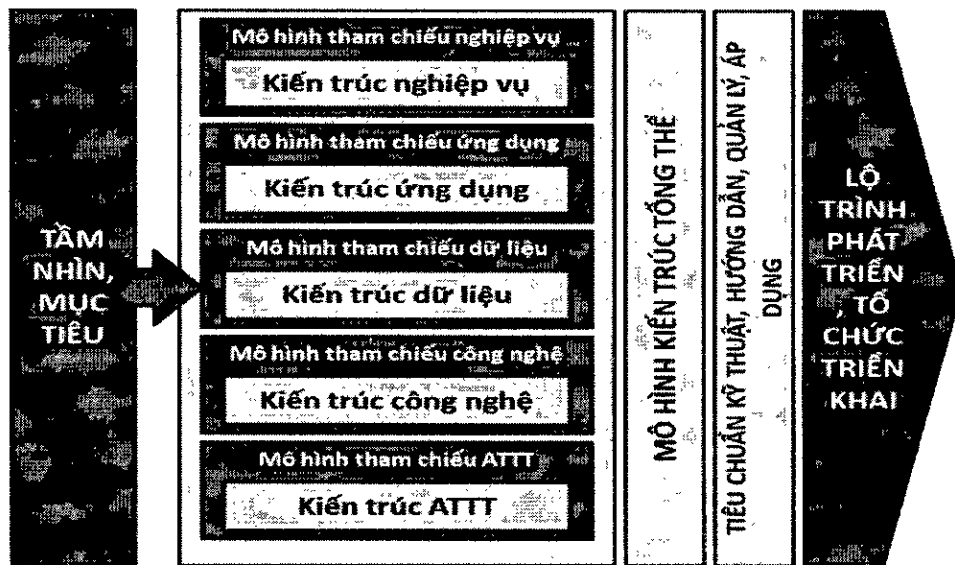 TẦM
NHÌN,
MỤC
TIÊU
Mô hình tham chiếu nghiệp vụ
Kiến trúc nghiệp vụ
Mô hình tham chiếu ứng dụng
Kiến trúc ứng dụng
Mô hình tham chiếu dữ liệu
Kiến trúc dữ liệu
Mô hình tham chiếu công nghệ
Kiến trúc công nghệ
Mô hình tham chiếu ATTT
Kiến trúc ATTT
MÔ HÌNH KIẾN TRÚC TỔNG THỂ
TIÊU CHUẨN KỸ THUẬT, HƯỚNG DẪN, QUẢN LÝ, ÁP
DỤNG
LỘ
TRÌNH
PHÁT
TRIỂN
, TỔ
CHỨC
TRIỂN
KHAI